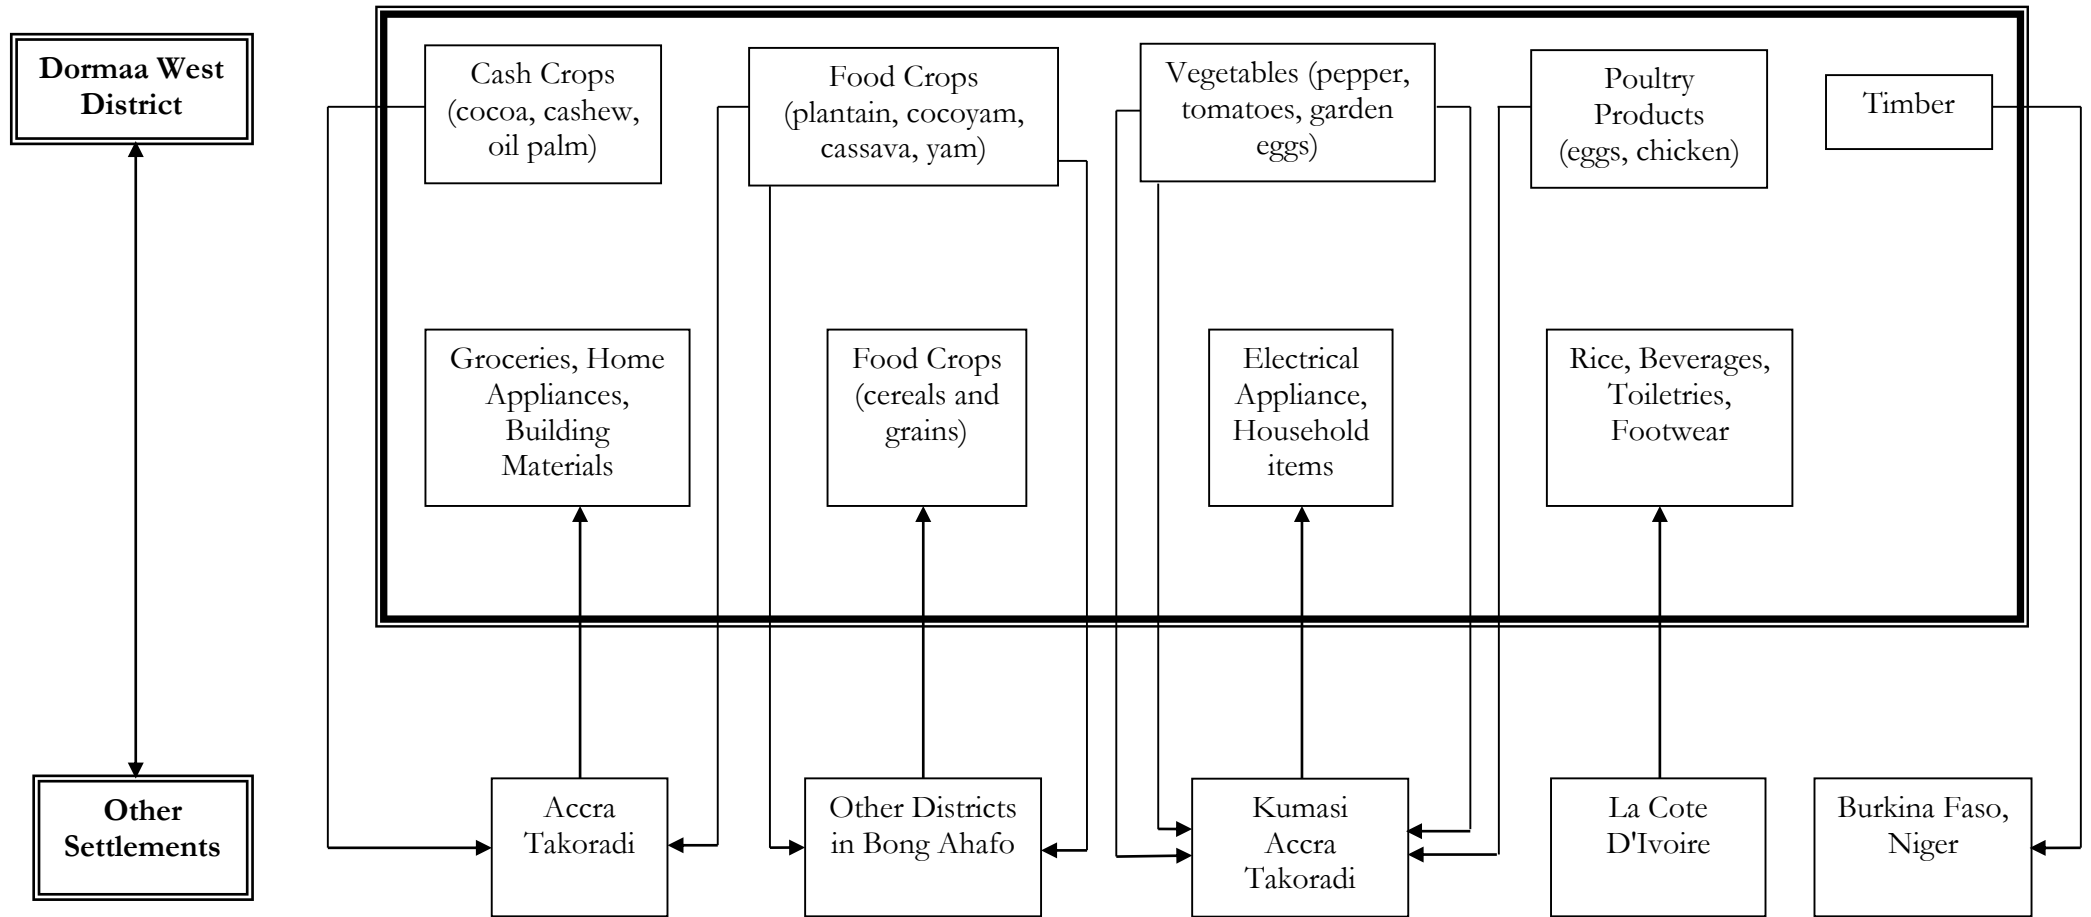 Dormaa West
District
Cash Crops
(cocoa, cashew,
oil palm)
Food Crops
(plantain, cocoyam,
cassava, yam)
Vegetables (pepper,
tomatoes, garden
eggs)
Poultry
Products
(eggs, chicken)
Timber
Groceries, Home
Appliances,
Building
Materials
Food Crops
(cereals and
grains)
Electrical
Appliance,
Household
items
Rice, Beverages,
Toiletries,
Footwear
Other
Settlements
Accra
Takoradi
Other Districts
in Bong Ahafo
Kumasi
Accra
Takoradi
La Cote
D'Ivoire
Burkina Faso,
Niger